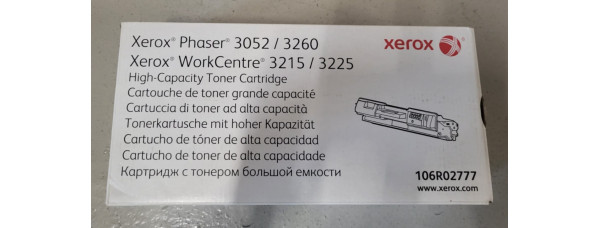 Xerox® Phaser® 3052 / 3260
Xerox® WorkCentre® 3215 / 3225
High-Capacity Toner Cartridge
Cartouche de toner grande capacité
Cartuccia di toner ad alta capacità
Tonerkartusche mit hoher Kapazität
Cartucho de tóner de alta capacidad
Cartucho de toner de alta capacidade
Картридж с тонером большой емкости
xerox
106R02777
www.xerox.com